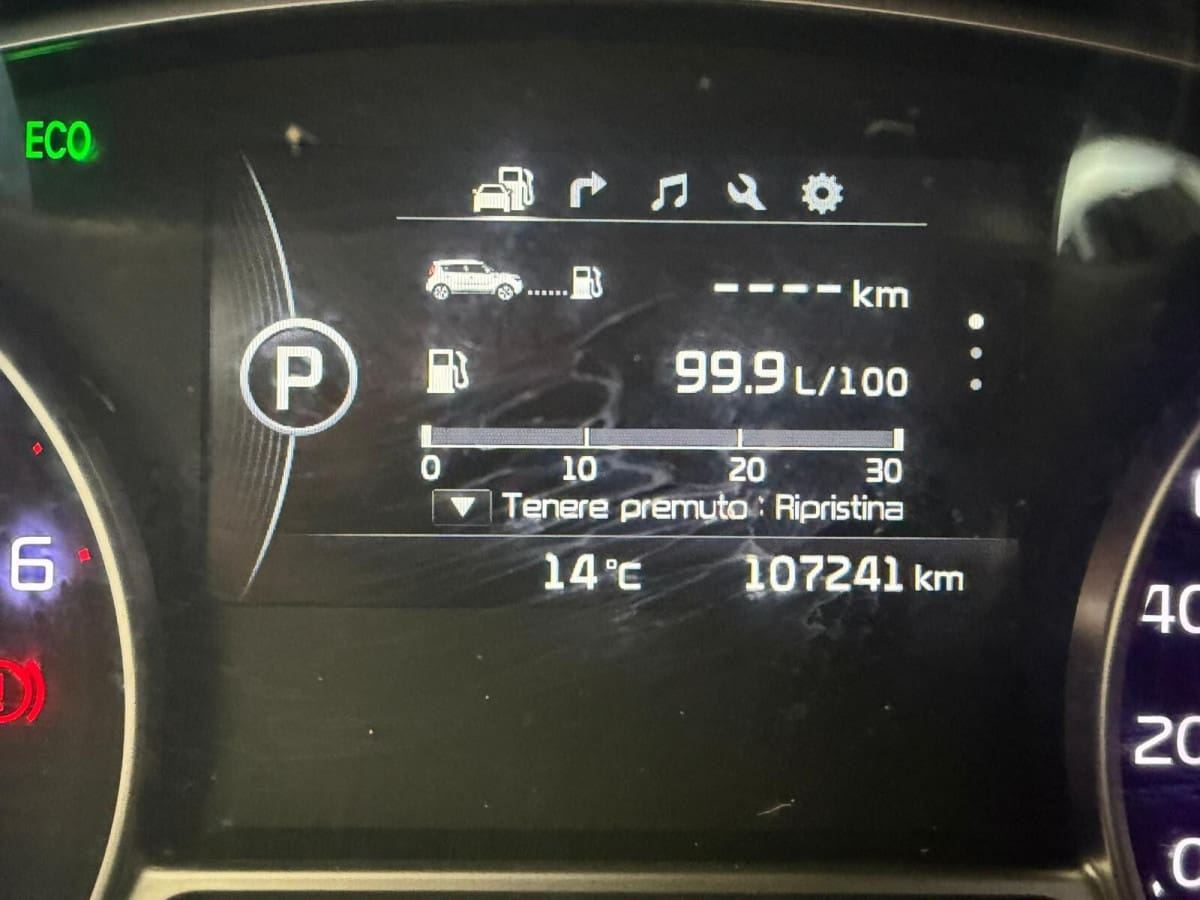 ECO
---- km
P
99.9 L/100
0 10 20 30
Tenere premuto : Ripristina
14 °C 107241 km
6
40
20